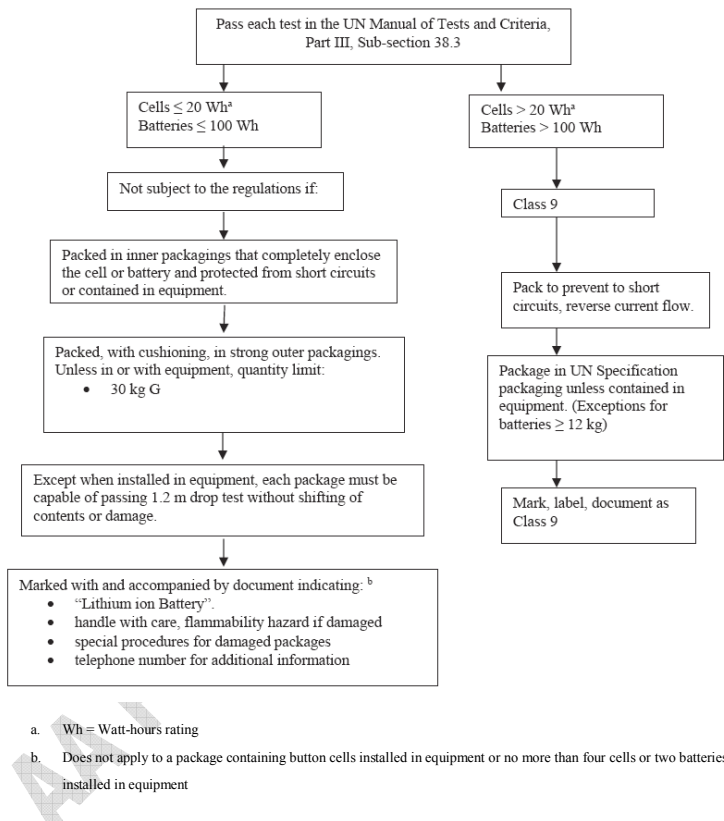 Pass each test in the UN Manual of Tests and Criteria,
Part III, Sub-section 38.3
Cells ≤ 20 Whᵃ
Batteries ≤ 100 Wh
Cells > 20 Whᵃ
Batteries > 100 Wh
Not subject to the regulations if:
Class 9
Packed in inner packagings that completely enclose
the cell or battery and protected from short circuits
or contained in equipment.
Pack to prevent to short
circuits, reverse current flow.
Packed, with cushioning, in strong outer packagings.
Unless in or with equipment, quantity limit:
• 30 kg G
Package in UN Specification
packaging unless contained in
equipment. (Exceptions for
batteries ≥ 12 kg)
Except when installed in equipment, each package must be
capable of passing 1.2 m drop test without shifting of
contents or damage.
Mark, label, document as
Class 9
Marked with and accompanied by document indicating: ᵇ
• “Lithium ion Battery”.
• handle with care, flammability hazard if damaged
• special procedures for damaged packages
• telephone number for additional information
a. Wh = Watt-hours rating
b. Does not apply to a package containing button cells installed in equipment or no more than four cells or two batteries
installed in equipment